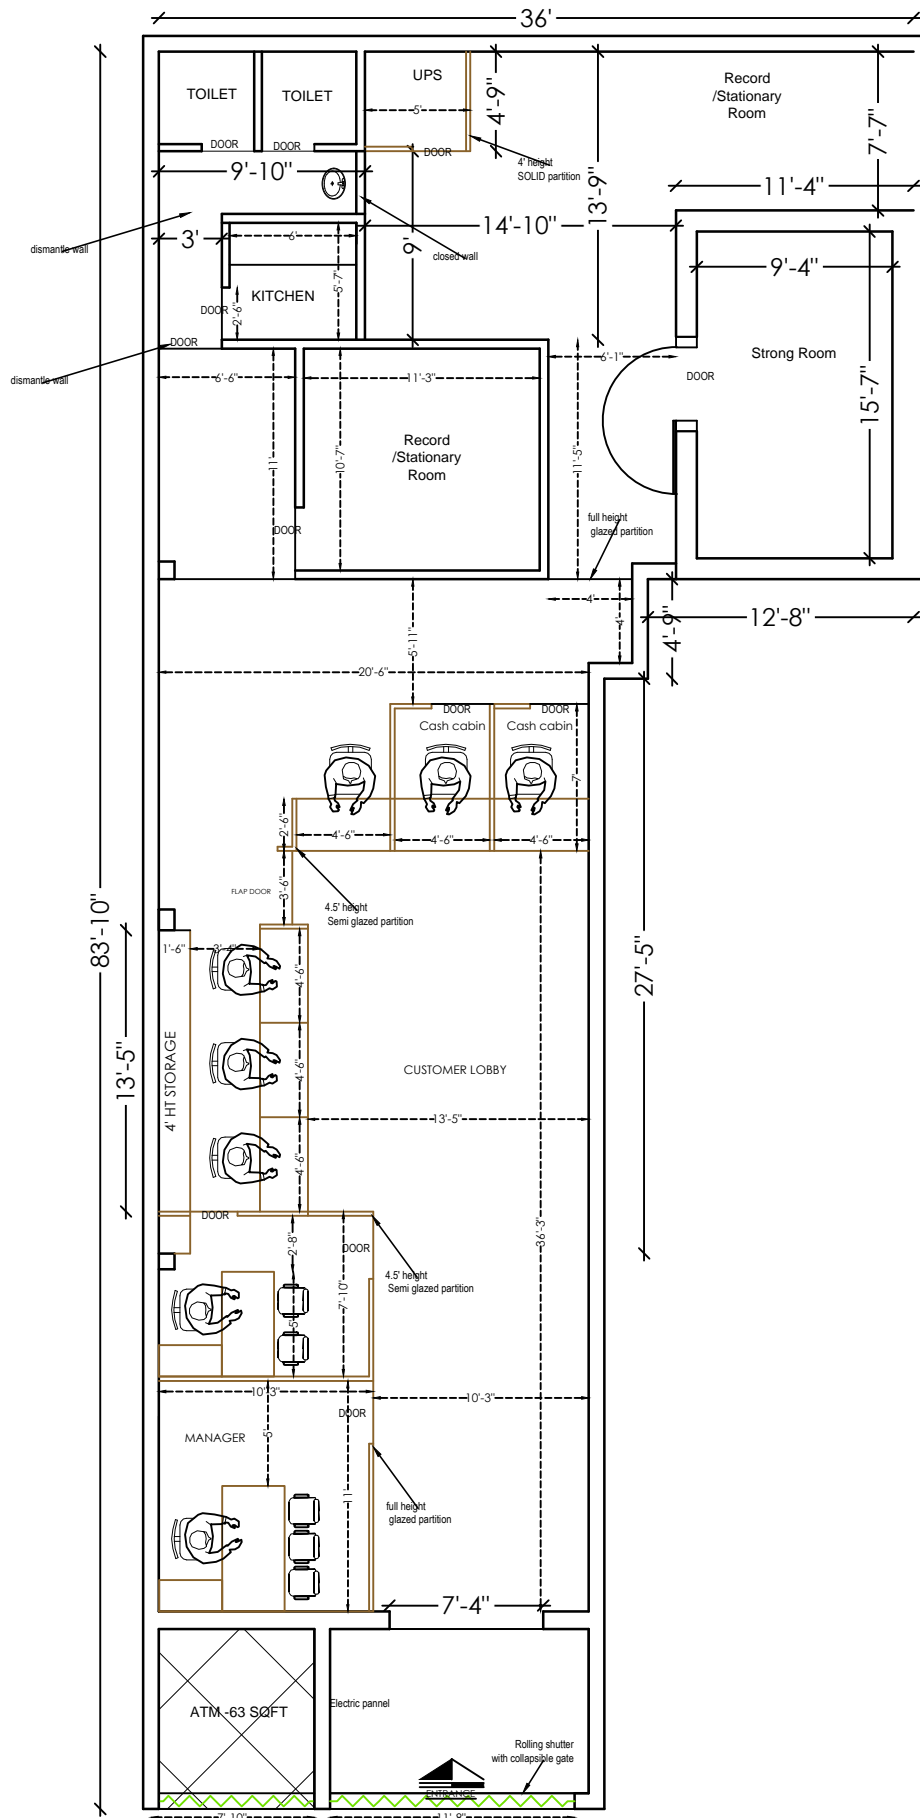 36'
TOILET
TOILET
UPS
Record
/Stationary
Room
5'
4'-9"
7'-7"
DOOR
DOOR
DOOR
4' height
SOLID partition
9'-10"
11'-4"
13'-9"
14'-10"
3'
6'
9'
dismantle wall
closed wall
9'-4"
5'-7"
KITCHEN
DOOR
2'-6"
DOOR
dismantle wall
6'-1"
Strong Room
DOOR
15'-7"
6'-6"
11'-3"
Record
/Stationary
Room
11'
10'-7"
11'-5"
DOOR
full height
glazed partition
4'
4'
4'-9"
12'-8"
5'-11"
20'-6"
DOOR
DOOR
Cash cabin
Cash cabin
7'
2'-6"
4'-6"
4'-6"
4'-6"
FLAP DOOR
3'-6"
4.5' height
Semi glazed partition
83'-10"
27'-5"
1'-6"
3'-4"
4'-6"
13'-5"
4' HT STORAGE
4'-6"
CUSTOMER LOBBY
13'-5"
4'-6"
DOOR
2'-8"
DOOR
36'-3"
4.5' height
Semi glazed partition
7'-10"
5'
10'-3"
10'-3"
DOOR
MANAGER
5'
11'
full height
glazed partition
7'-4"
ATM -63 SQFT
Electric pannel
Rolling shutter
with collapsible gate
ENTRANCE
7'-10"
11'-8"